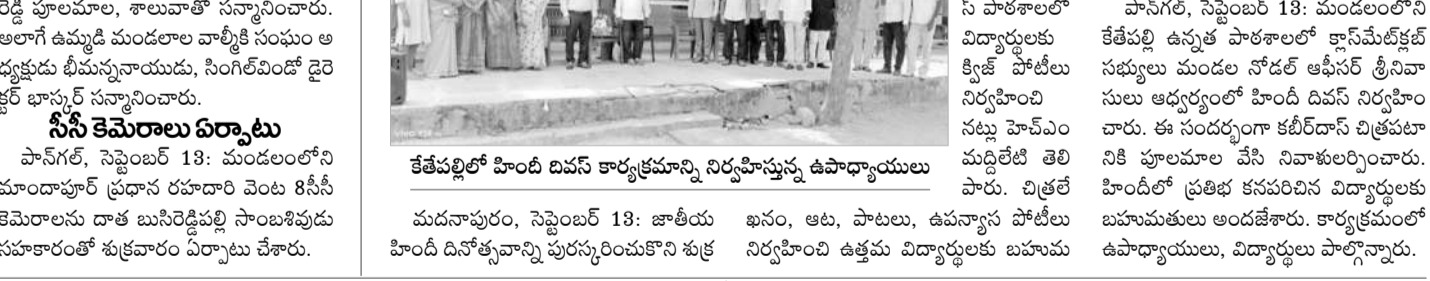 రెడ్డి పూలమాల, శాలువాతో సన్మానించారు.
అలాగే ఉమ్మడి మండలాల వాల్మీకి సంఘం అ
ధ్యక్షుడు భీమన్ననాయుడు, సింగిల్‌విండో డైరె
క్టర్ భాస్కర్ సన్మానించారు.
సీసీ కెమెరాలు ఏర్పాటు
పాన్‌గల్, సెప్టెంబర్ 13: మండలంలోని
మాందాపూర్ ప్రధాన రహదారి వెంట 8సీసీ
కెమెరాలను దాత బుసిరెడ్డిపల్లి సాంబశివుడు
సహకారంతో శుక్రవారం ఏర్పాటు చేశారు.
కేతేపల్లిలో హిందీ దివస్ కార్యక్రమాన్ని నిర్వహిస్తున్న ఉపాధ్యాయులు
మదనాపురం, సెప్టెంబర్ 13: జాతీయ
హిందీ దినోత్సవాన్ని పురస్కరించుకొని శుక్ర
స్ పాఠశాలలో
విద్యార్థులకు
క్విజ్ పోటీలు
నిర్వహించి
నట్లు హెచ్ఎం
మద్దిలేటి తెలి
పారు. చిత్రలే
ఖనం, ఆట, పాటలు, ఉపన్యాస పోటీలు
నిర్వహించి ఉత్తమ విద్యార్థులకు బహుమ
పాన్‌గల్, సెప్టెంబర్ 13: మండలంలోని
కేతేపల్లి ఉన్నత పాఠశాలలో క్లాస్‌మేట్‌క్లబ్
సభ్యులు మండల నోడల్ ఆఫీసర్ శ్రీనివా
సులు ఆధ్వర్యంలో హిందీ దివస్ నిర్వహిం
చారు. ఈ సందర్భంగా కబీర్‌దాస్ చిత్రపటా
నికి పూలమాల వేసి నివాళులర్పించారు.
హిందీలో ప్రతిభ కనపరిచిన విద్యార్థులకు
బహుమతులు అందజేశారు. కార్యక్రమంలో
ఉపాధ్యాయులు, విద్యార్థులు పాల్గొన్నారు.